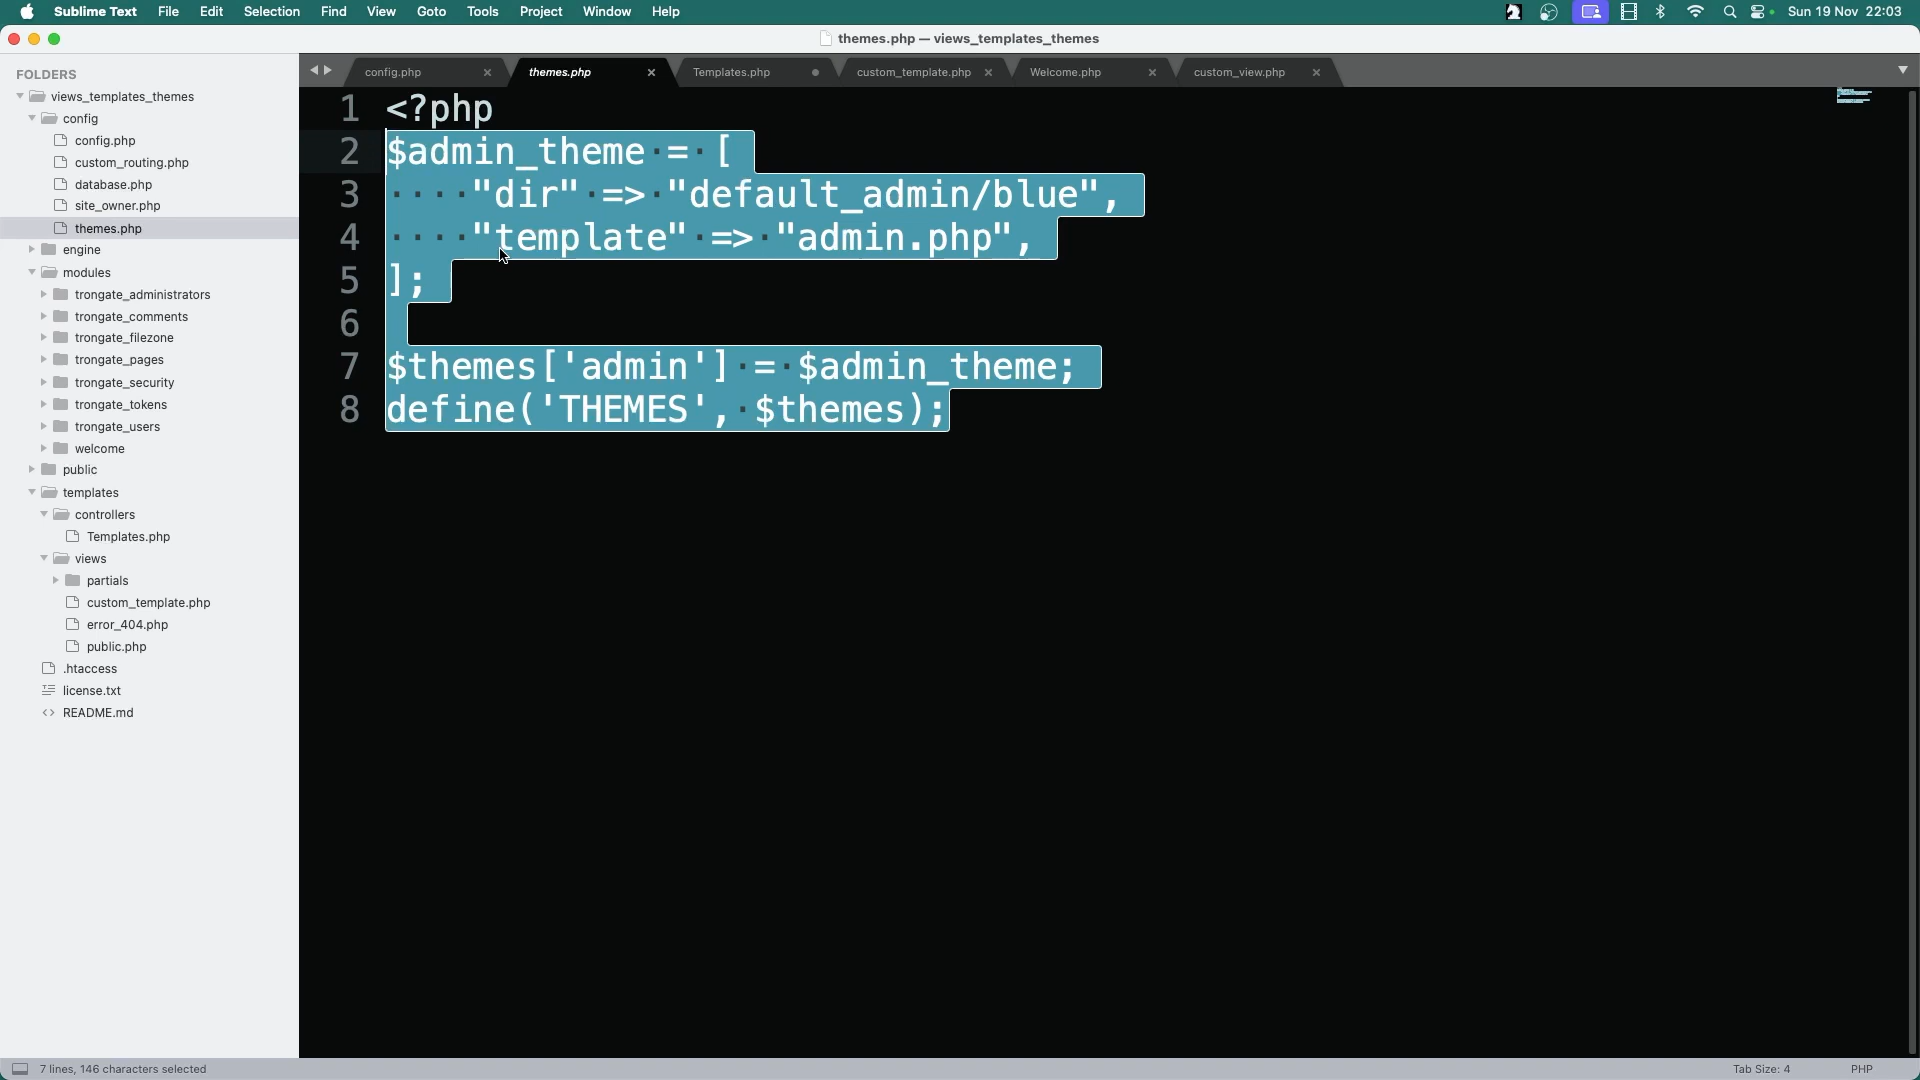 Sublime Text File Edit Selection Find View Goto Tools Project Window Help Sun 19 Nov 22:03
themes.php — views_templates_themes
FOLDERS
views_templates_themes
config
config.php
custom_routing.php
database.php
site_owner.php
themes.php
engine
modules
trongate_administrators
trongate_comments
trongate_filezone
trongate_pages
trongate_security
trongate_tokens
trongate_users
welcome
public
templates
controllers
Templates.php
views
partials
custom_template.php
error_404.php
public.php
.htaccess
license.txt
README.md
config.php themes.php Templates.php custom_template.php Welcome.php custom_view.php
1 <?php
2 $admin_theme = [
3     "dir" => "default_admin/blue",
4     "template" => "admin.php",
5 ];
6
7 $themes['admin'] = $admin_theme;
8 define('THEMES', $themes);
7 lines, 146 characters selected Tab Size: 4 PHP